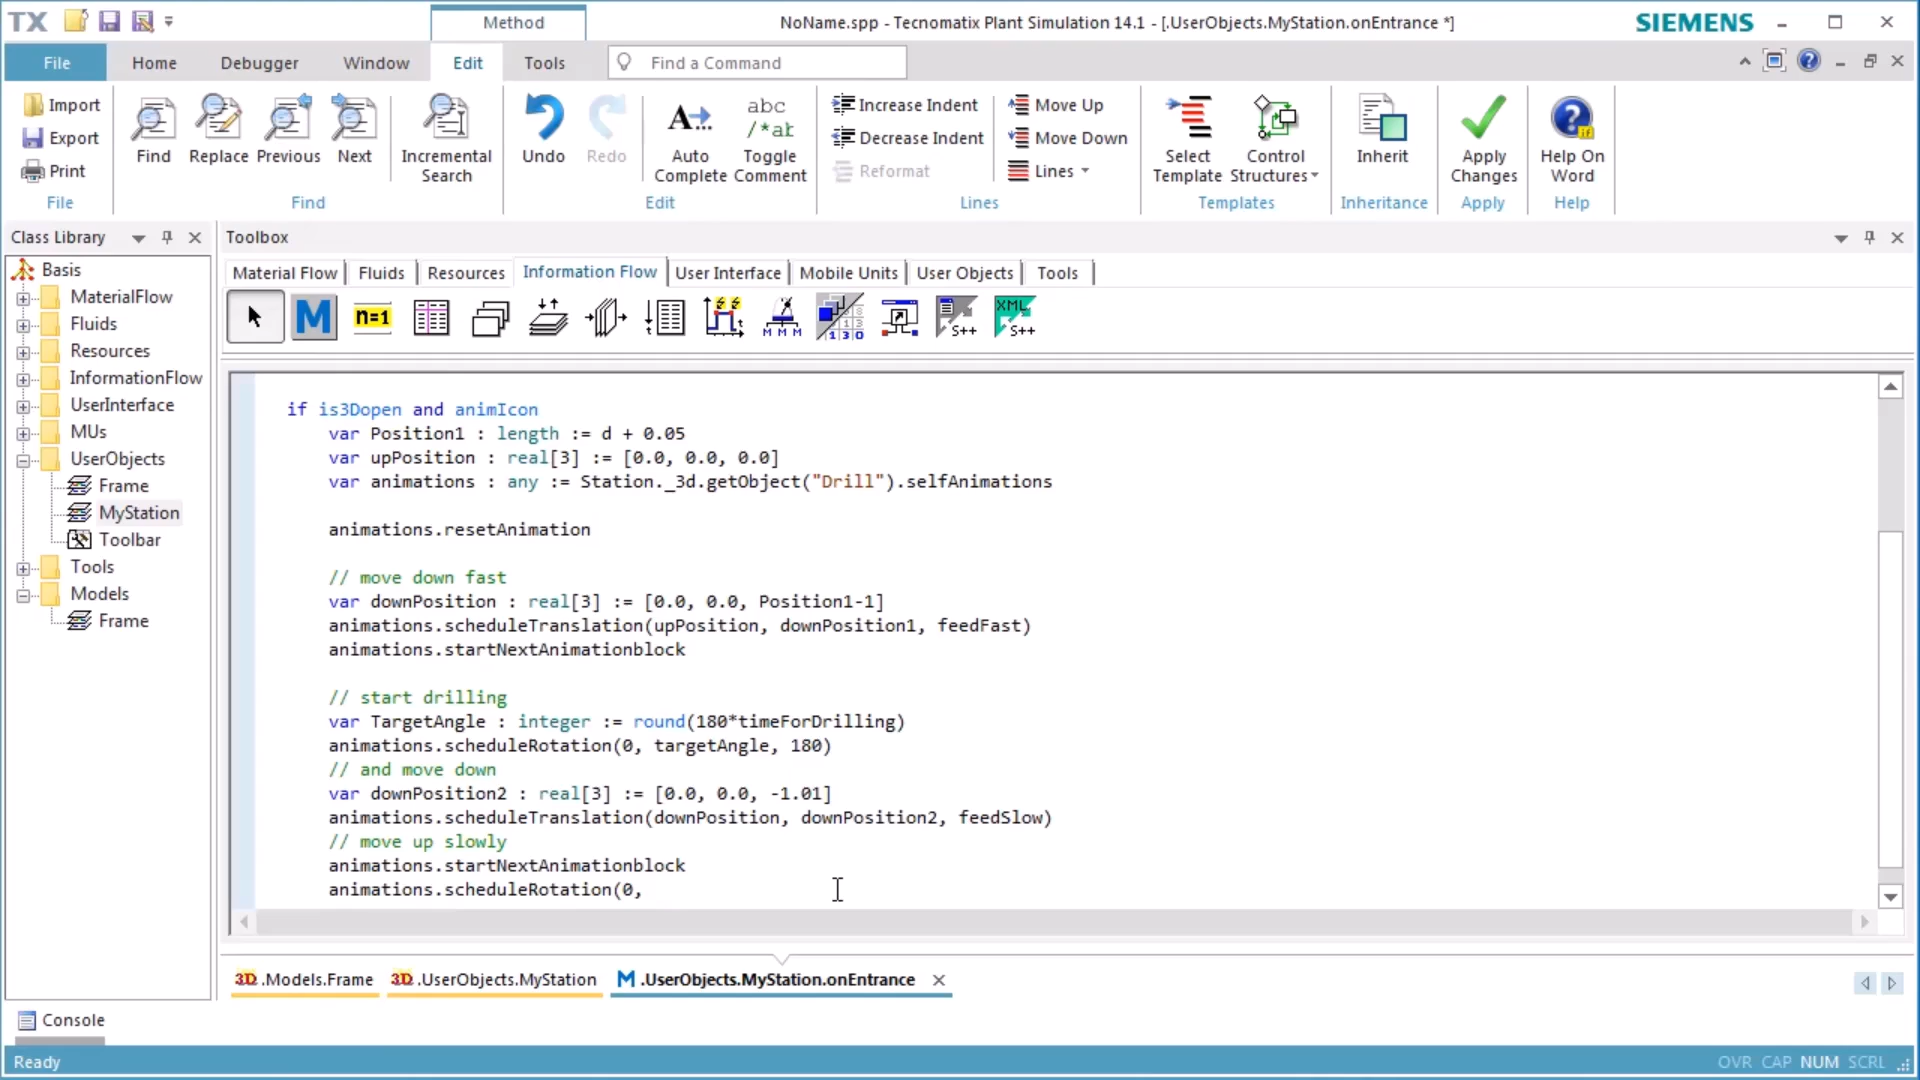 TX
Method
NoName.spp - Tecnomatix Plant Simulation 14.1 - [.UserObjects.MyStation.onEntrance *]
SIEMENS
File
Home
Debugger
Window
Edit
Tools
Find a Command
Import
Export
Print
File
Find
Replace
Previous
Next
Incremental Search
Find
Undo
Redo
Auto Complete
abc /*ab
Toggle Comment
Edit
Increase Indent
Decrease Indent
Reformat
Move Up
Move Down
Lines
Lines
Select Template
Control Structures
Templates
Inherit
Inheritance
Apply Changes
Apply
Help On Word
Help
Class Library
Toolbox
Basis
MaterialFlow
Fluids
Resources
InformationFlow
UserInterface
MUs
UserObjects
Frame
MyStation
Toolbar
Tools
Models
Frame
Material Flow
Fluids
Resources
Information Flow
User Interface
Mobile Units
User Objects
Tools
M
n=1
M M M
S++
XML
S++
if is3Dopen and animIcon
var Position1 : length := d + 0.05
var upPosition : real[3] := [0.0, 0.0, 0.0]
var animations : any := Station._3d.getObject("Drill").selfAnimations
animations.resetAnimation
// move down fast
var downPosition : real[3] := [0.0, 0.0, Position1-1]
animations.scheduleTranslation(upPosition, downPosition1, feedFast)
animations.startNextAnimationblock
// start drilling
var TargetAngle : integer := round(180*timeForDrilling)
animations.scheduleRotation(0, targetAngle, 180)
// and move down
var downPosition2 : real[3] := [0.0, 0.0, -1.01]
animations.scheduleTranslation(downPosition, downPosition2, feedSlow)
// move up slowly
animations.startNextAnimationblock
animations.scheduleRotation(0,
3D .Models.Frame
3D .UserObjects.MyStation
M .UserObjects.MyStation.onEntrance
Console
Ready
OVR CAP NUM SCRL